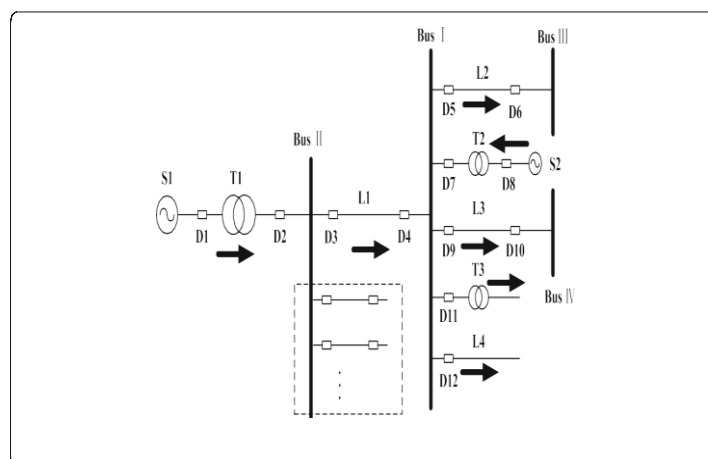 Bus Ⅰ
Bus Ⅲ
L2
D5
D6
Bus Ⅱ
T2
S1
T1
L1
D7
D8
S2
L3
D1
D2
D3
D4
D9
D10
T3
Bus Ⅳ
D11
L4
D12